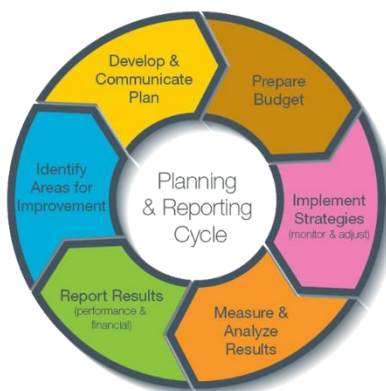 Develop &
Communicate
Plan
Prepare
Budget
Implement
Strategies
(monitor & adjust)
Measure &
Analyze
Results
Report Results
(performance &
financial)
Identify
Areas for
Improvement
Planning
& Reporting
Cycle